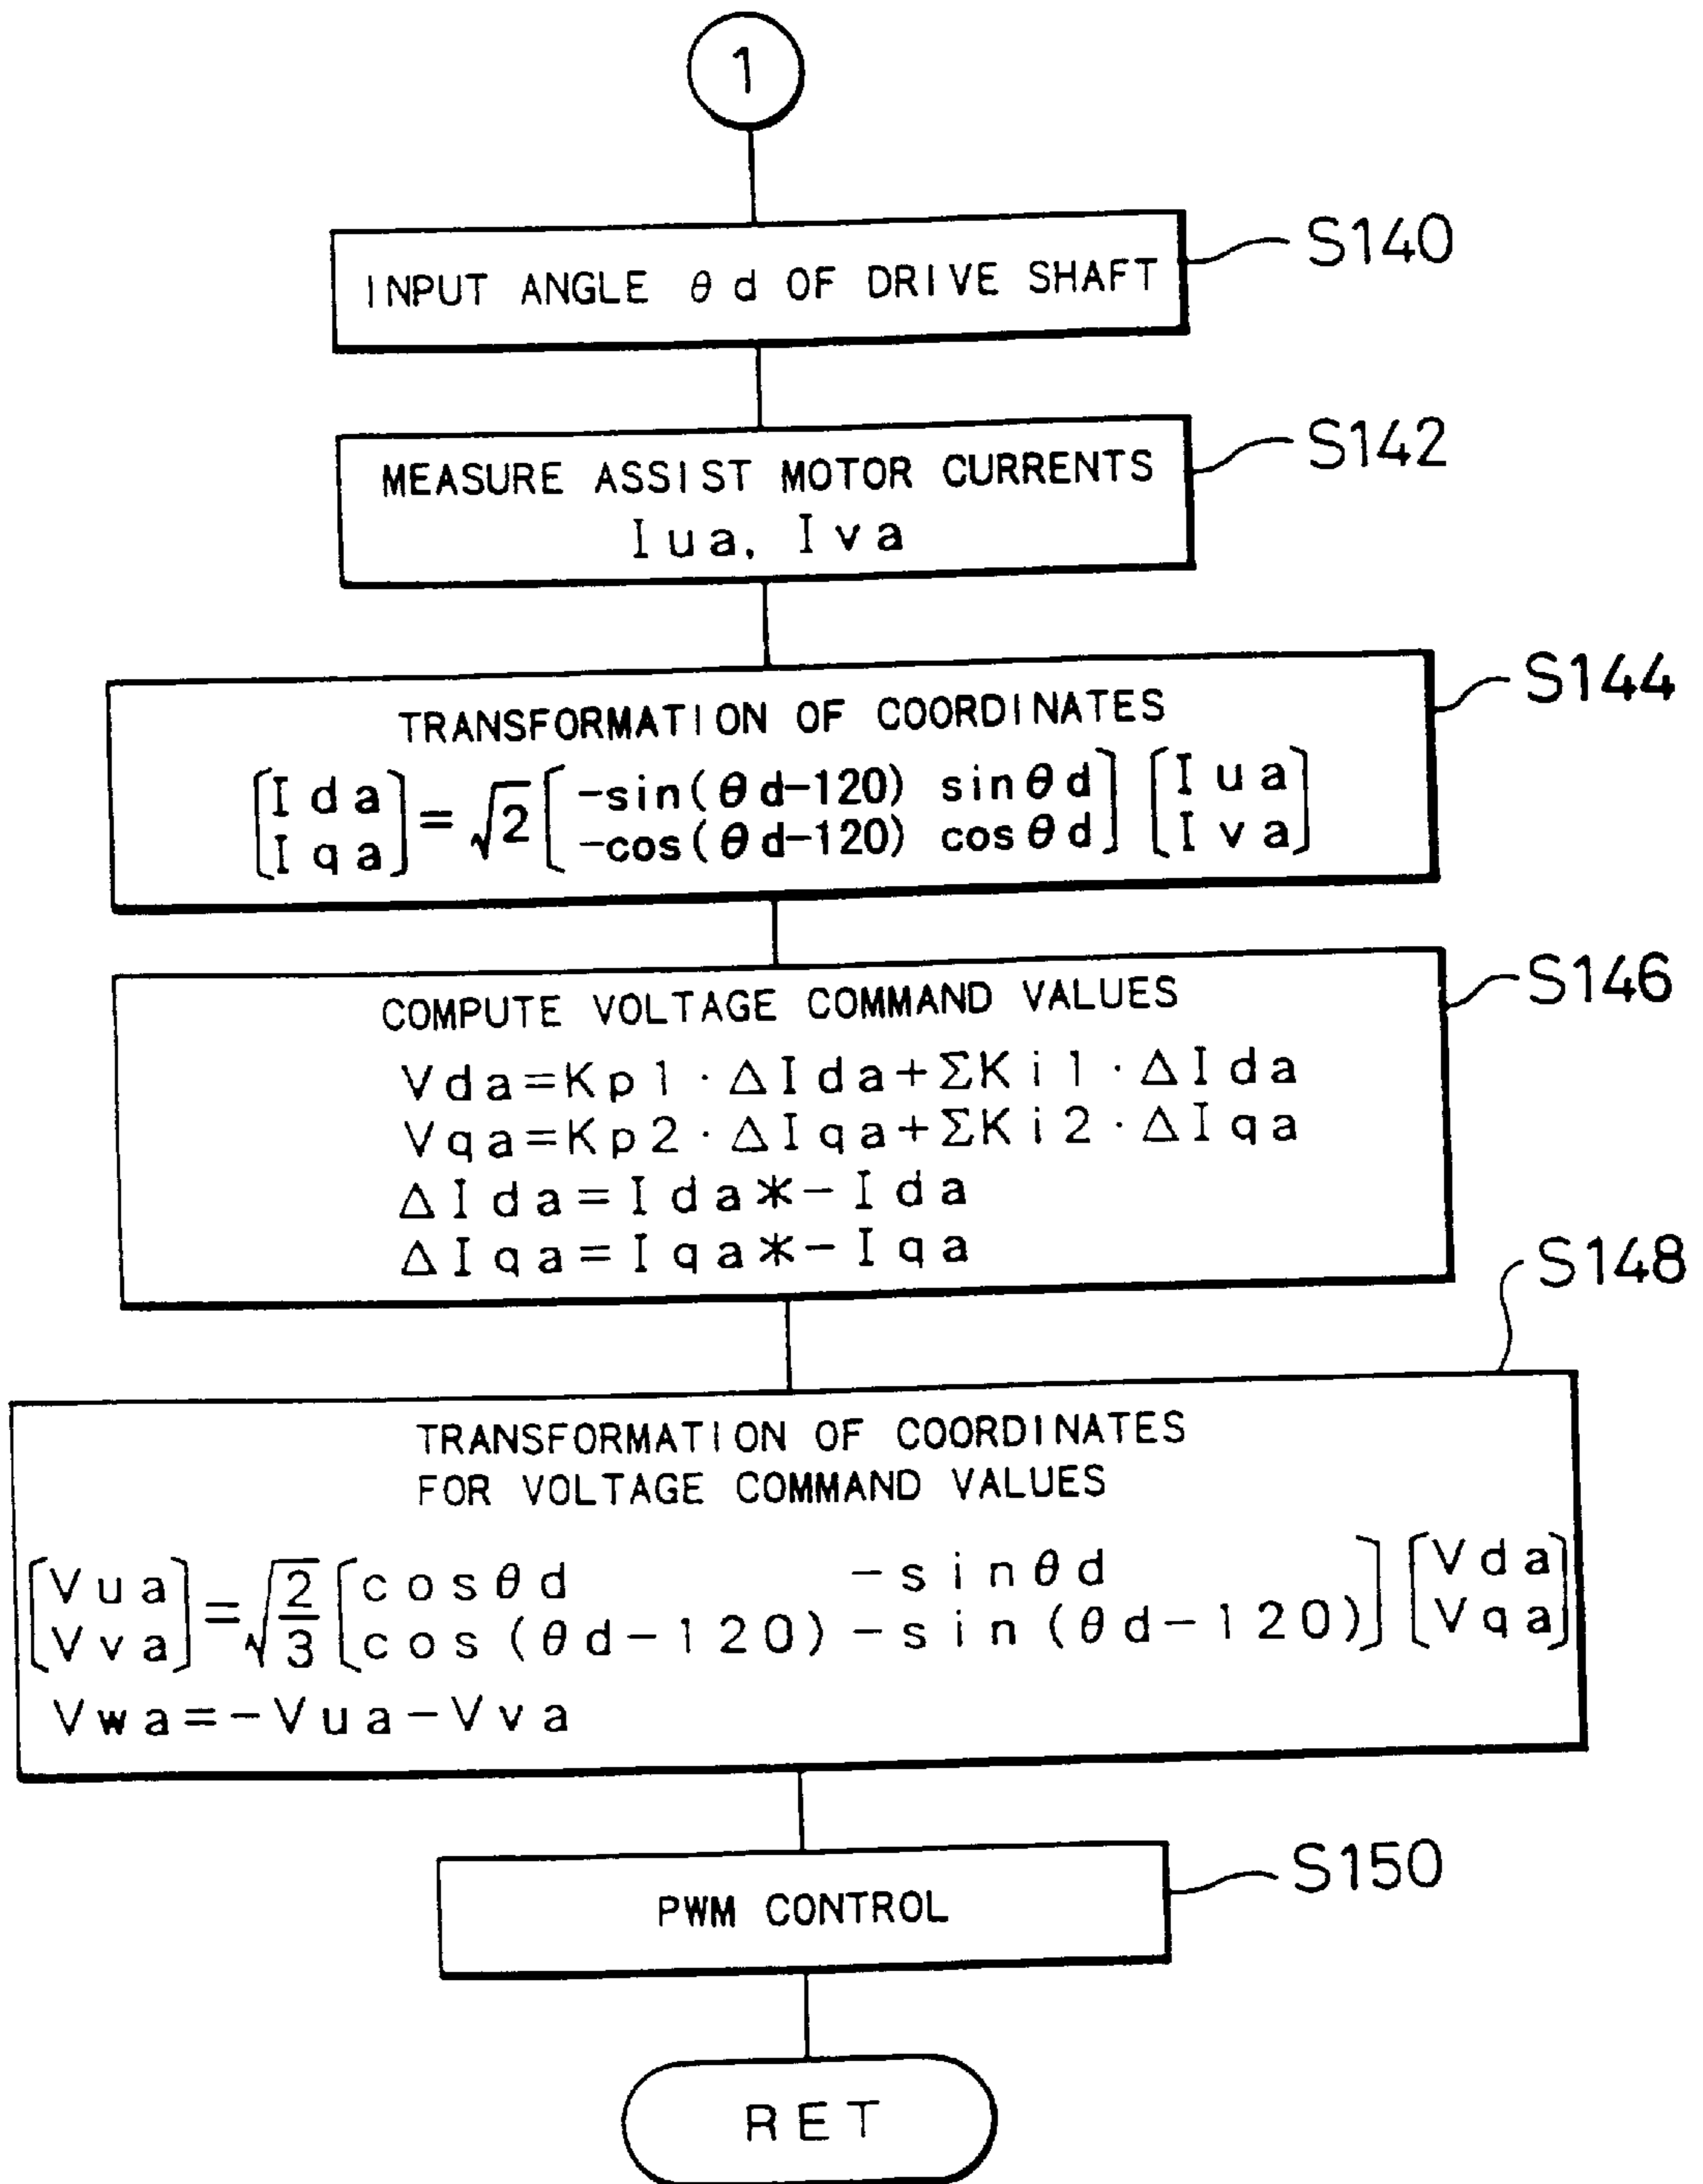 1
INPUT ANGLE θd OF DRIVE SHAFT
S140
MEASURE ASSIST MOTOR CURRENTS
Iua, Iva
S142
TRANSFORMATION OF COORDINATES
[Ida] = √2 [-sin(θd-120) sinθd] [Iua]
[Iqa] [-cos(θd-120) cosθd] [Iva]
S144
COMPUTE VOLTAGE COMMAND VALUES
Vda=Kp1·ΔIda+ΣKi1·ΔIda
Vqa=Kp2·ΔIqa+ΣKi2·ΔIqa
ΔIda=Ida*-Ida
ΔIqa=Iqa*-Iqa
S146
S148
TRANSFORMATION OF COORDINATES
FOR VOLTAGE COMMAND VALUES
[Vua] = √2/3 [cosθd -sinθd] [Vda]
[Vva] [cos(θd-120) -sin(θd-120)] [Vqa]
Vwa=-Vua-Vva
PWM CONTROL
S150
RET